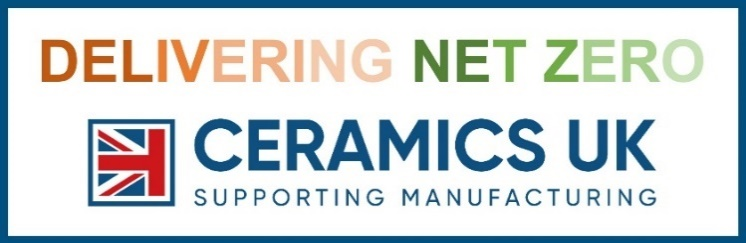 DELIVERING NET ZERO
CERAMICS UK
SUPPORTING MANUFACTURING